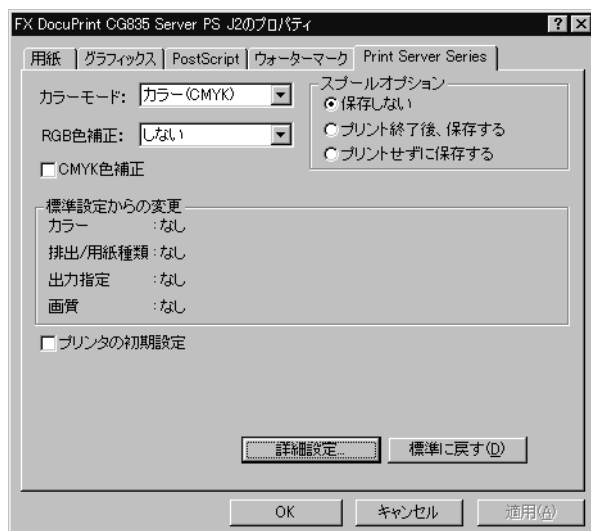 FX DocuPrint CG835 Server PS J2のプロパティ
用紙 グラフィックス PostScript ウォーターマーク Print Server Series
カラーモード: カラー(CMYK)
RGB色補正: しない
CMYK色補正
スプールオプション
保存しない
プリント終了後、保存する
プリントせずに保存する
標準設定からの変更
カラー :なし
排出/用紙種類:なし
出力指定 :なし
画質 :なし
プリンタの初期設定
詳細設定... 標準に戻す(D)
OK キャンセル 適用(A)